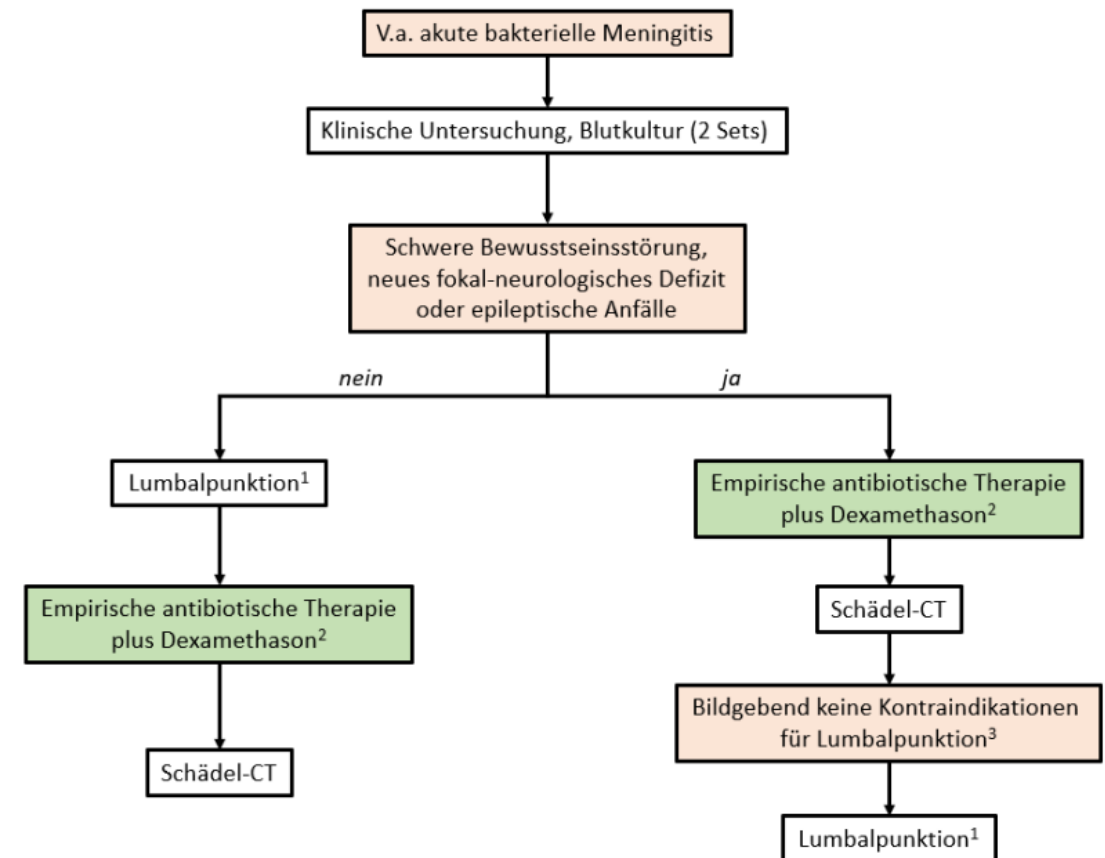 V.a. akute bakterielle Meningitis
Klinische Untersuchung, Blutkultur (2 Sets)
Schwere Bewusstseinsstörung,
neues fokal-neurologisches Defizit
oder epileptische Anfälle
nein
ja
Lumbalpunktion¹
Empirische antibiotische Therapie
plus Dexamethason²
Schädel-CT
Empirische antibiotische Therapie
plus Dexamethason²
Schädel-CT
Bildgebend keine Kontraindikationen
für Lumbalpunktion³
Lumbalpunktion¹